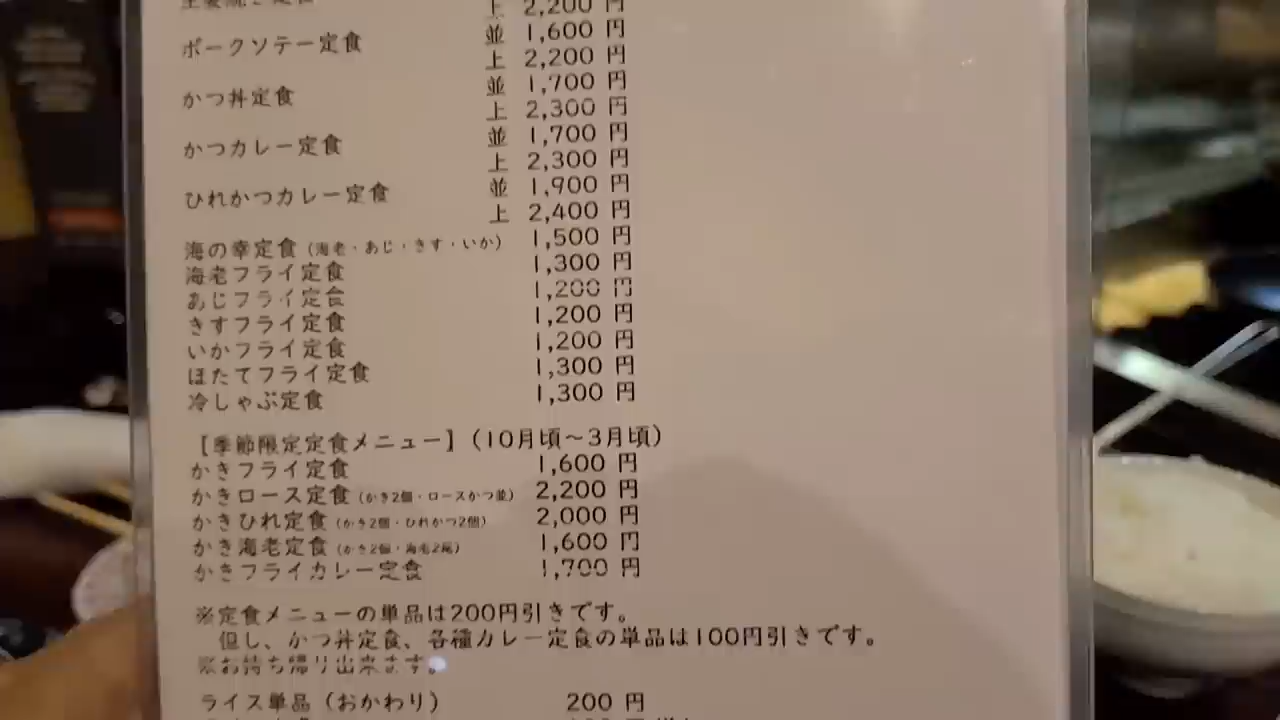 生姜焼き定食 上 2,200 円
ポークソテー定食 並 1,600 円
上 2,200 円
かつ丼定食 並 1,700 円
上 2,300 円
かつカレー定食 並 1,700 円
上 2,300 円
ひれかつカレー定食 並 1,900 円
上 2,400 円
海の幸定食 (海老・あじ・きす・いか) 1,500 円
海老フライ定食 1,300 円
あじフライ定食 1,200 円
きすフライ定食 1,200 円
いかフライ定食 1,200 円
ほたてフライ定食 1,300 円
冷しゃぶ定食 1,300 円
【季節限定定食メニュー】(10月頃〜3月頃)
かきフライ定食 1,600 円
かきロース定食 (かき2個・ロースかつ並) 2,200 円
かきひれ定食 (かき2個・ひれかつ2個) 2,000 円
かき海老定食 (かき2個・海老2尾) 1,600 円
かきフライカレー定食 1,700 円
※定食メニューの単品は200円引きです。
但し、かつ丼定食、各種カレー定食の単品は100円引きです。
※お持ち帰り出来ます。
ライス単品(おかわり) 200 円